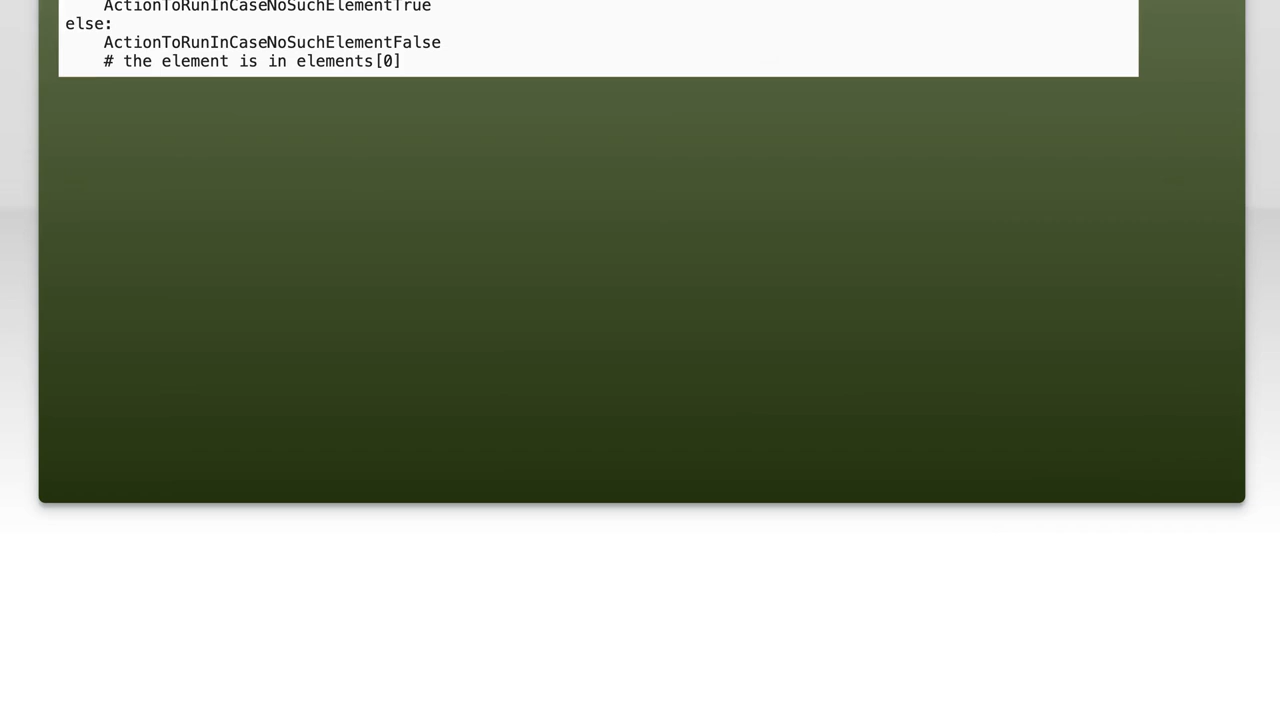 ActionToRunInCaseNoSuchElementTrue
else:
ActionToRunInCaseNoSuchElementFalse
# the element is in elements[0]